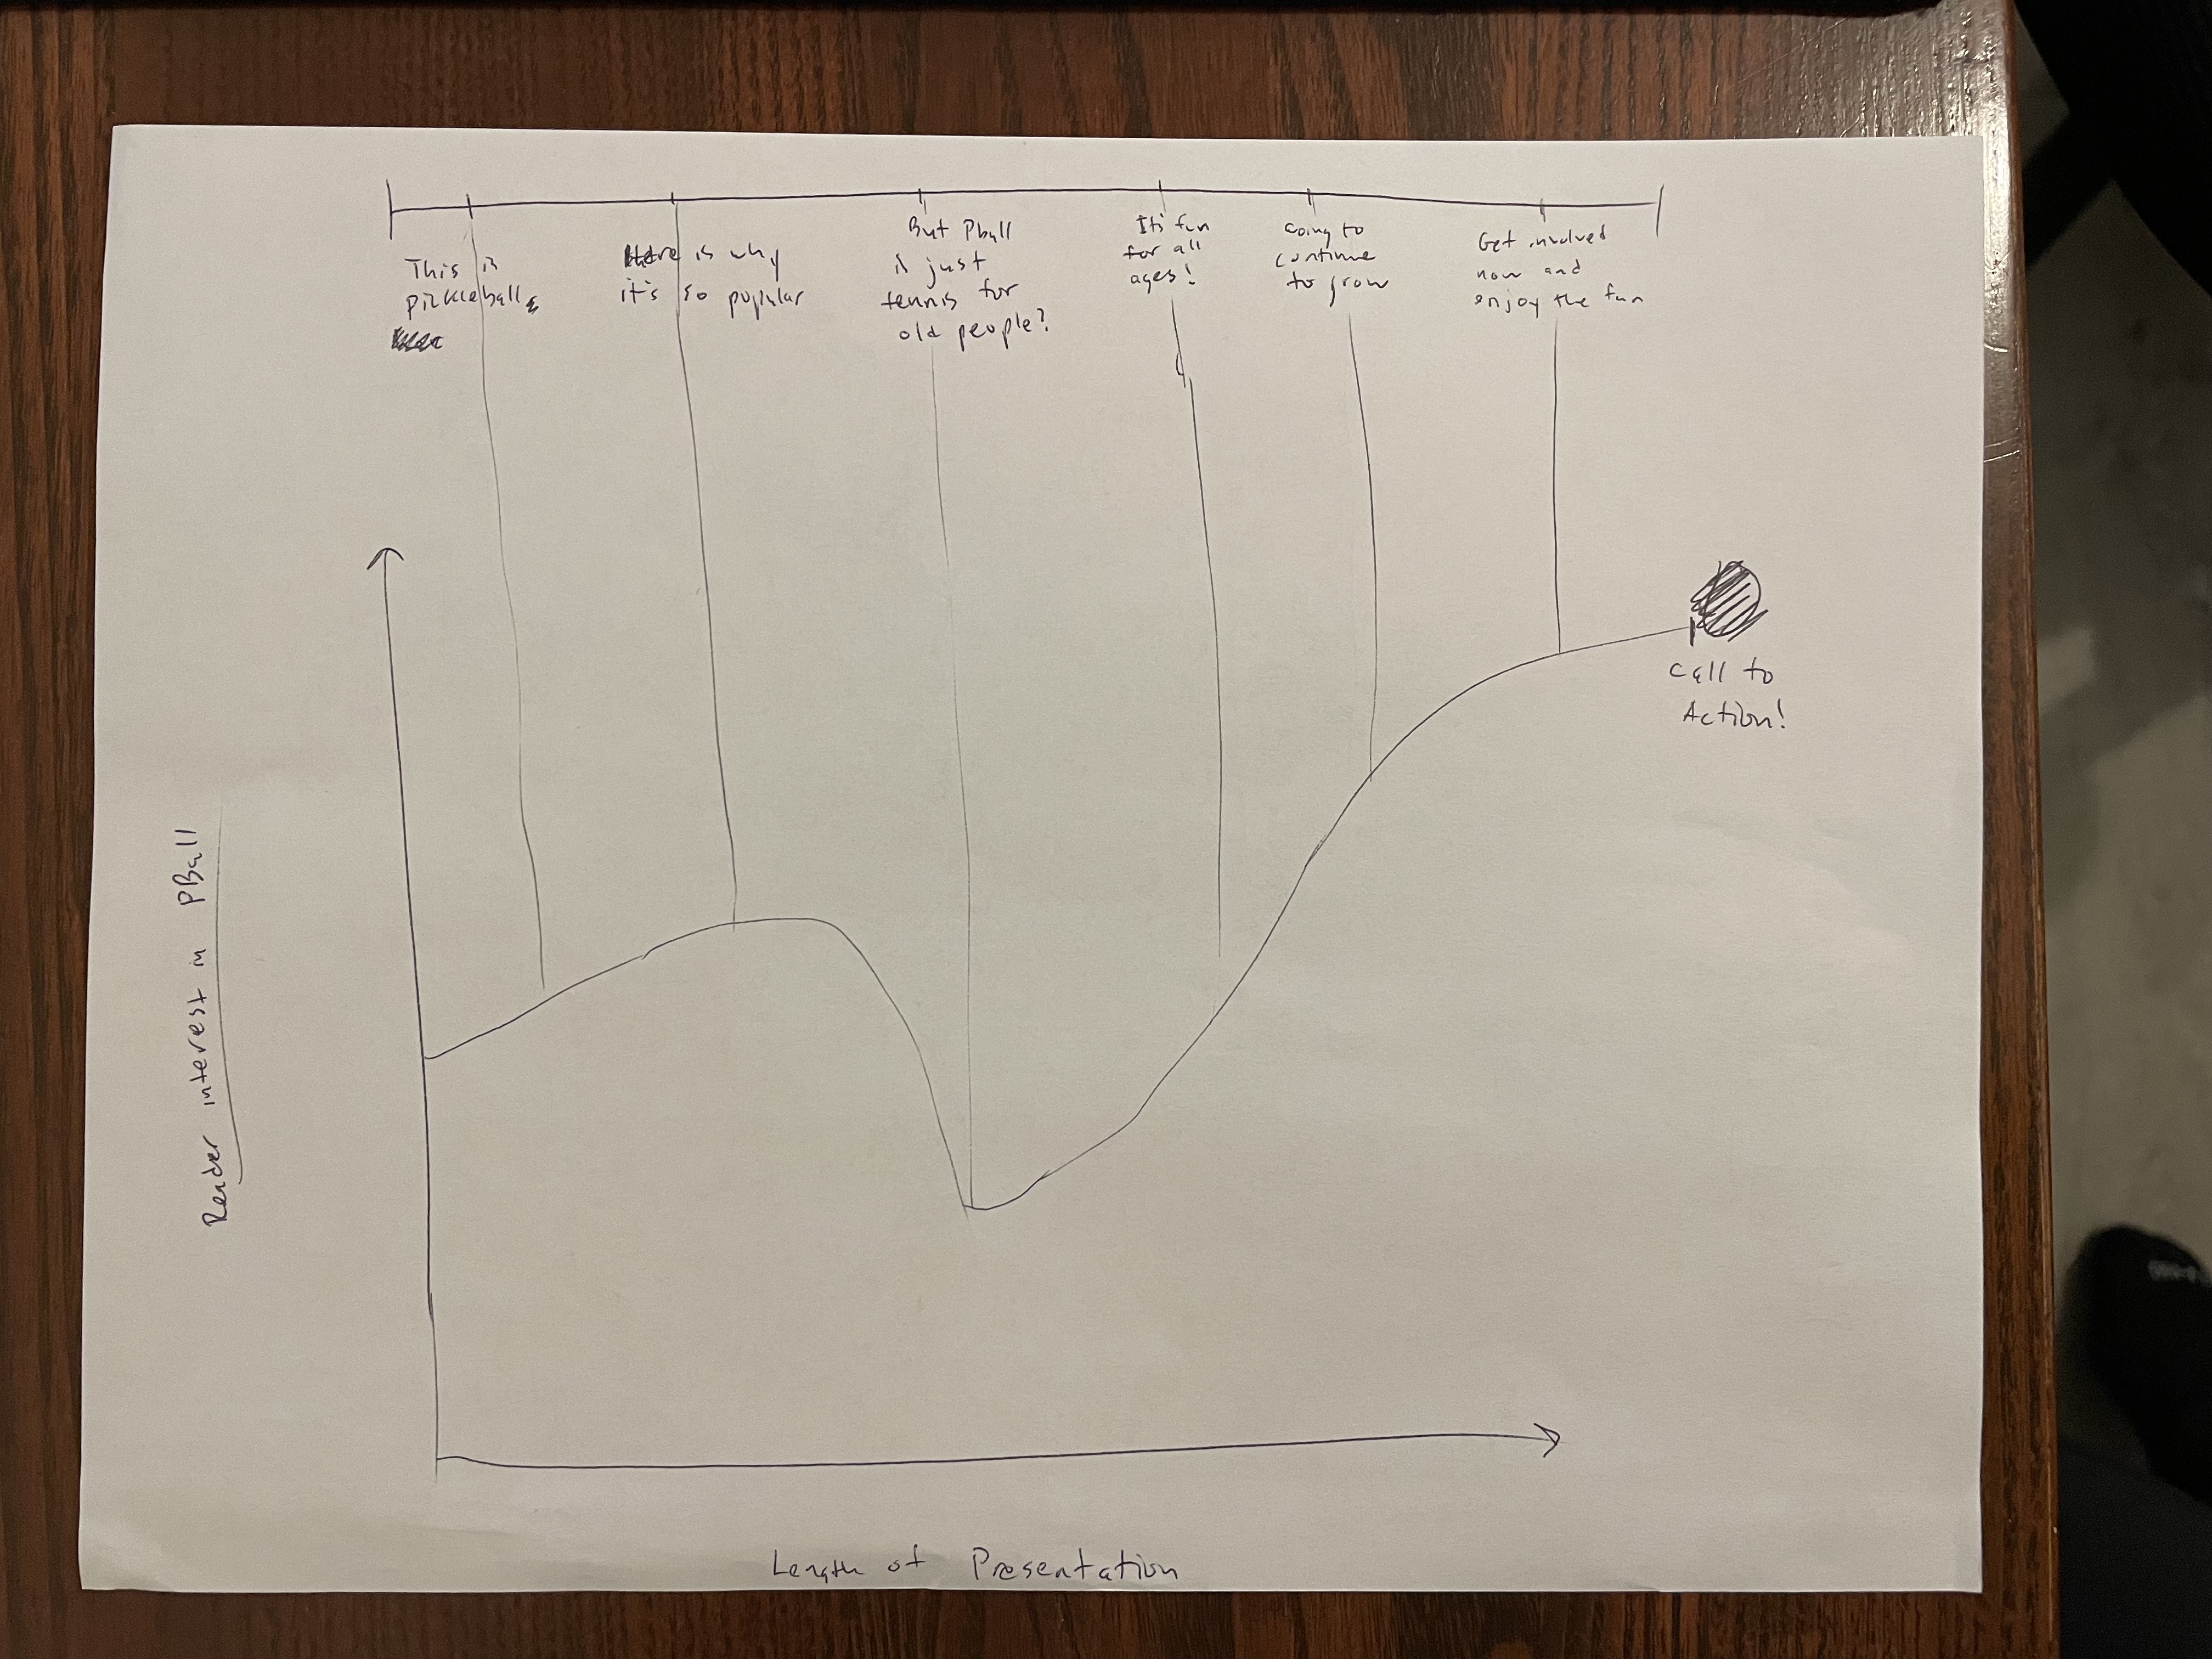 This is
pickleball
Here is why
it's so popular
But Pball
is just
tennis for
old people?
It's fun
for all
ages!
Going to
continue
to grow
Get involved
now and
enjoy the fun
Call to
Action!
Reader interest in PBall
Length of Presentation